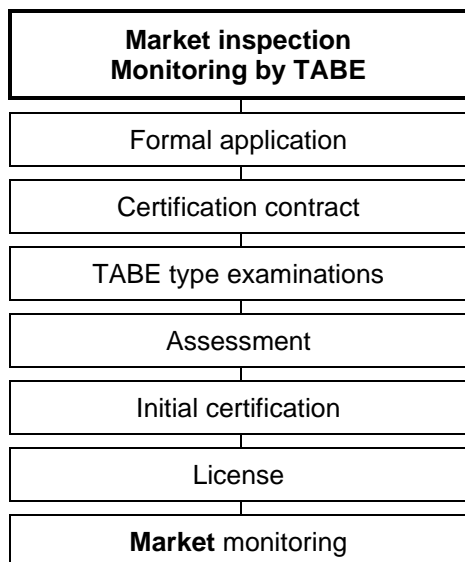 Market inspection
Monitoring by TABE
Formal application
Certification contract
TABE type examinations
Assessment
Initial certification
License
Market monitoring